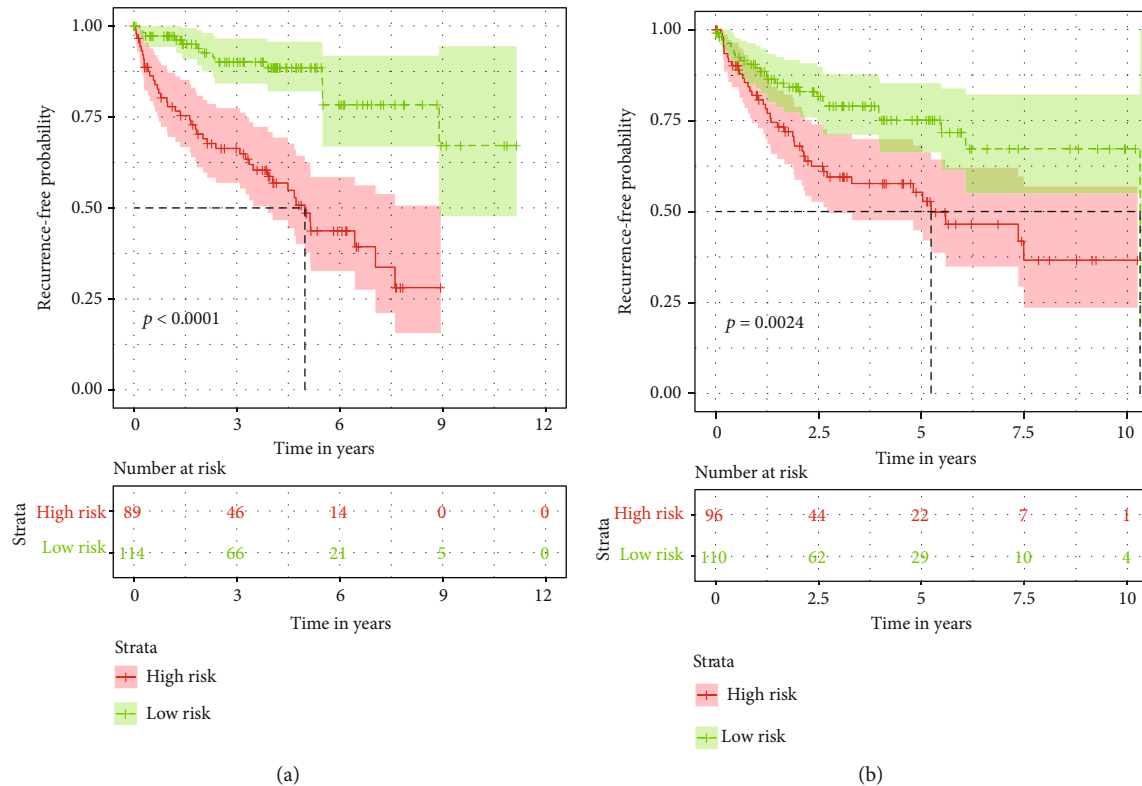 1.00
0.75
0.50
0.25
0.00
Recurrence-free probability
p < 0.0001
0 3 6 9 12
Time in years
Number at risk
Strata
High risk 89 46 14 0 0
Low risk 114 66 21 5 0
0 3 6 9 12
Time in years
Strata
High risk
Low risk
(a)
1.00
0.75
0.50
0.25
0.00
Recurrence-free probability
p = 0.0024
0 2.5 5 7.5 10
Time in years
Number at risk
Strata
High risk 96 44 22 7 1
Low risk 110 62 29 10 4
0 2.5 5 7.5 10
Time in years
Strata
High risk
Low risk
(b)